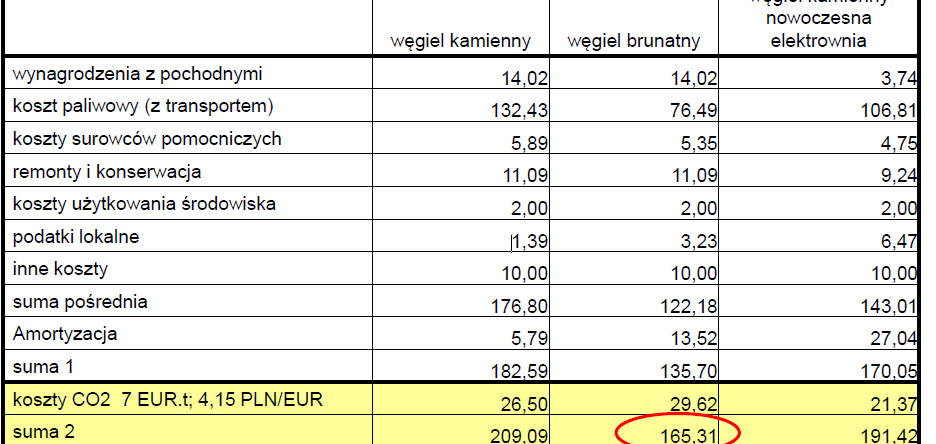 węgiel kamienny
nowoczesna
węgiel kamienny węgiel brunatny elektrownia
wynagrodzenia z pochodnymi 14,02 14,02 3,74
koszt paliwowy (z transportem) 132,43 76,49 106,81
koszty surowców pomocniczych 5,89 5,35 4,75
remonty i konserwacja 11,09 11,09 9,24
koszty użytkowania środowiska 2,00 2,00 2,00
podatki lokalne 1,39 3,23 6,47
inne koszty 10,00 10,00 10,00
suma pośrednia 176,80 122,18 143,01
Amortyzacja 5,79 13,52 27,04
suma 1 182,59 135,70 170,05
koszty CO2 7 EUR.t; 4,15 PLN/EUR 26,50 29,62 21,37
suma 2 209,09 165,31 191,42